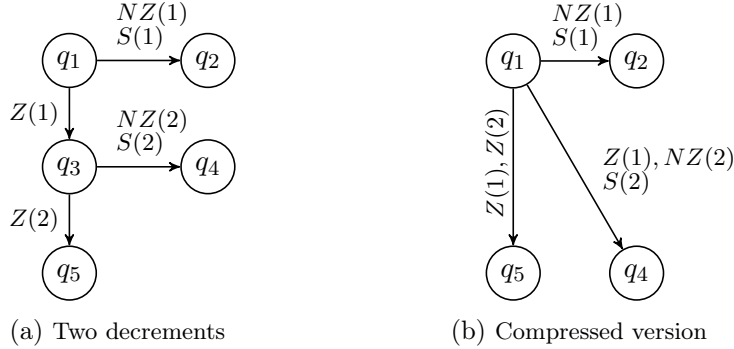 NZ(1)
S(1)
q1
q2
Z(1)
NZ(2)
S(2)
q3
q4
Z(2)
q5
(a) Two decrements
NZ(1)
S(1)
q1
q2
Z(1), Z(2)
Z(1), NZ(2)
S(2)
q5
q4
(b) Compressed version